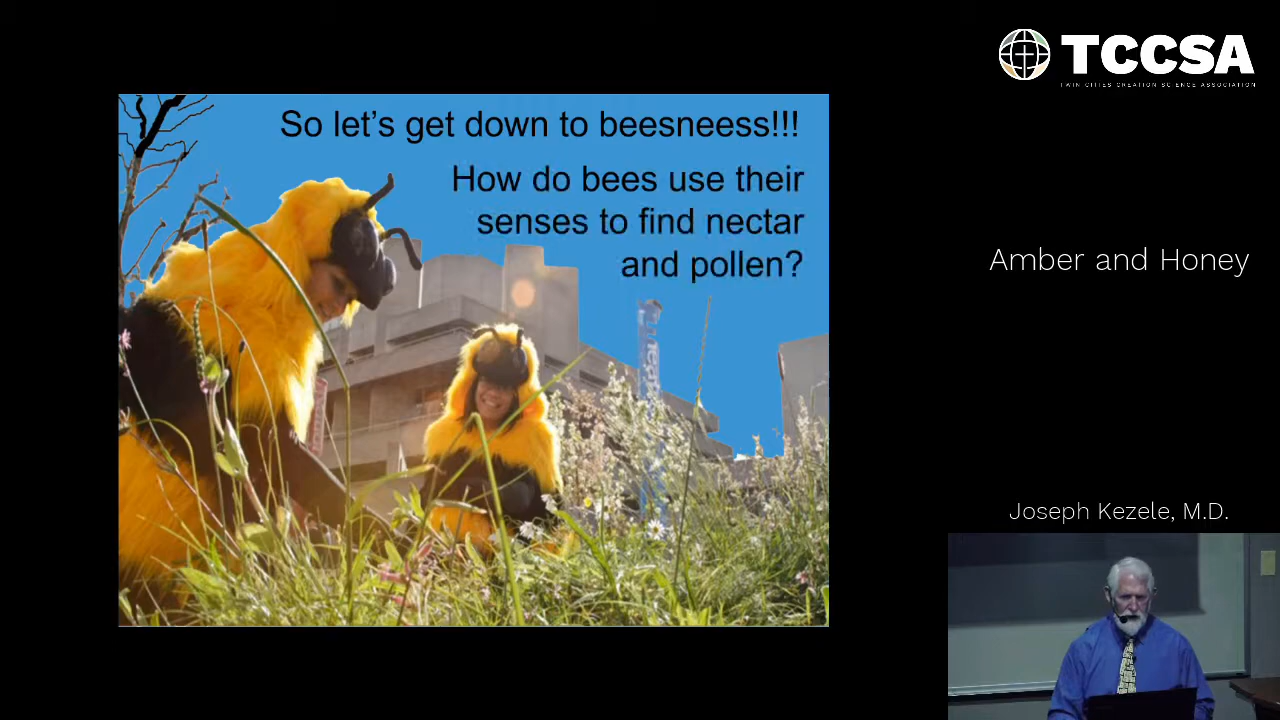 So let's get down to beesneess!!!
How do bees use their
senses to find nectar
and pollen?
TCCSA
TWIN CITIES CREATION SCIENCE ASSOCIATION
Amber and Honey
Joseph Kezele, M.D.